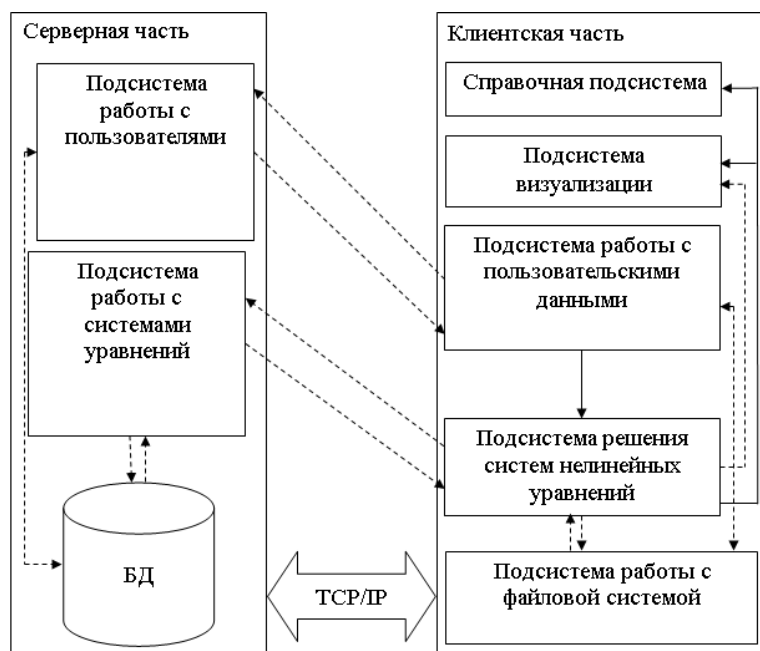 Серверная часть
Подсистема
работы с
пользователями
Подсистема
работы с
системами
уравнений
БД
TCP/IP
Клиентская часть
Справочная подсистема
Подсистема
визуализации
Подсистема работы с
пользовательскими
данными
Подсистема решения
систем нелинейных
уравнений
Подсистема работы с
файловой системой